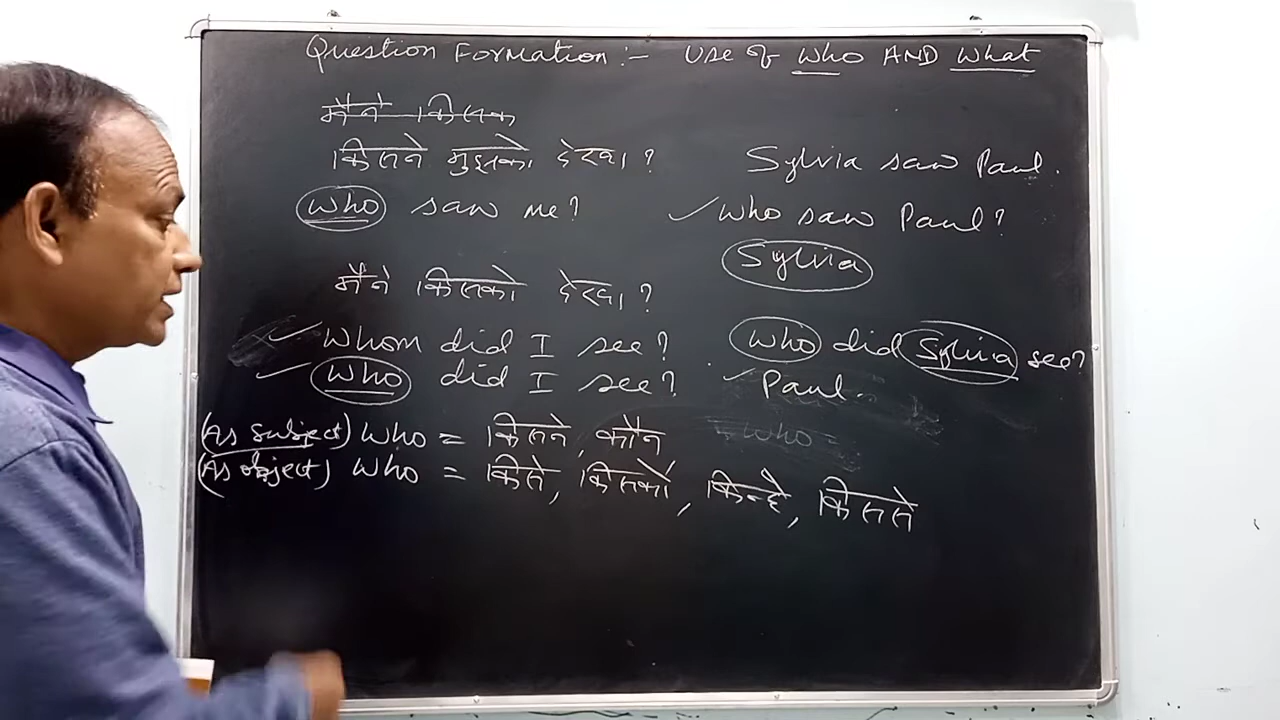 Question Formation :- Use of Who AND What
मैंने किसक
किसने मुझको देखा ?
Who saw me?
मैंने किसको देखा ?
Whom did I see?
Who did I see?
(As subject) Who = किसने, कौन
(As object) Who = किसे, किसको, किन्हे, किससे
Sylvia saw Paul.
Who saw Paul?
Sylvia
Who did Sylvia see?
Paul.
Who =